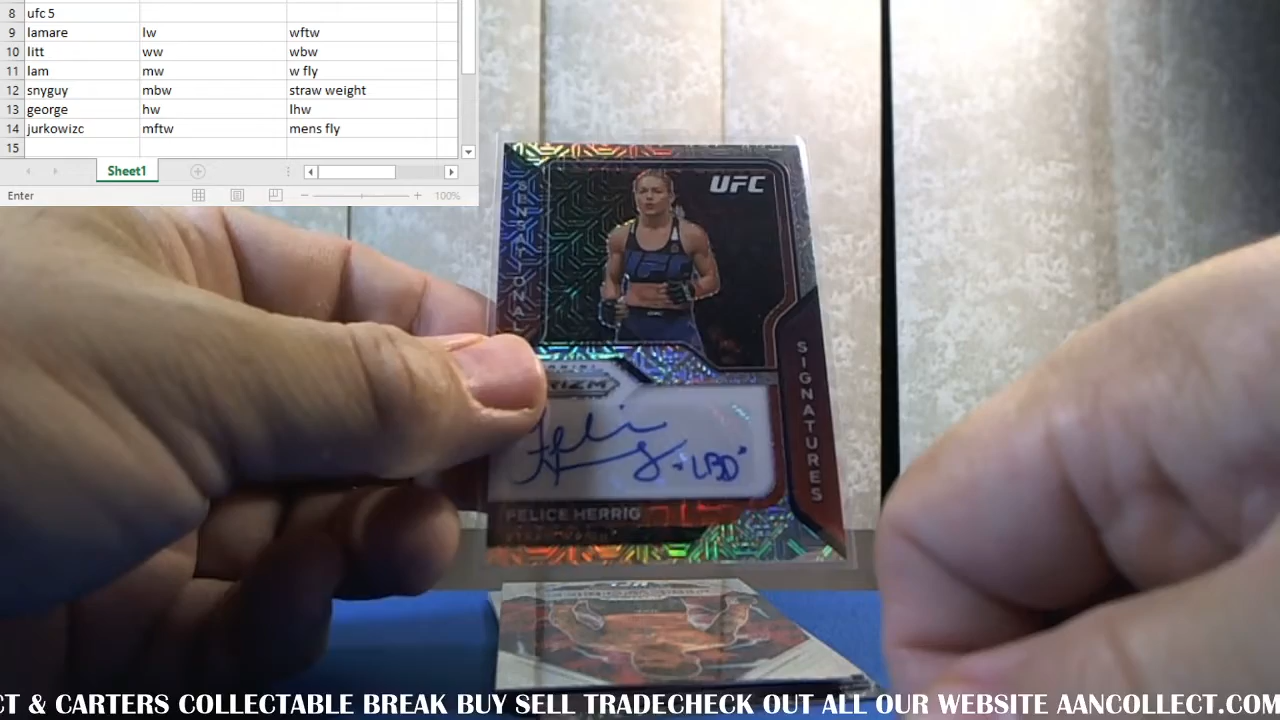 8 ufc 5
9 lamare lw wftw
10 litt ww wbw
11 lam mw w fly
12 snyguy mbw straw weight
13 george hw lhw
14 jurkowizc mftw mens fly
15
Sheet1
Enter 100%
UFC
SENSATIONAL
UFC
SIGNATURES
"LBD"
FELICE HERRIG
CT & CARTERS COLLECTABLE BREAK BUY SELL TRADECHECK OUT ALL OUR WEBSITE AANCOLLECT.COM